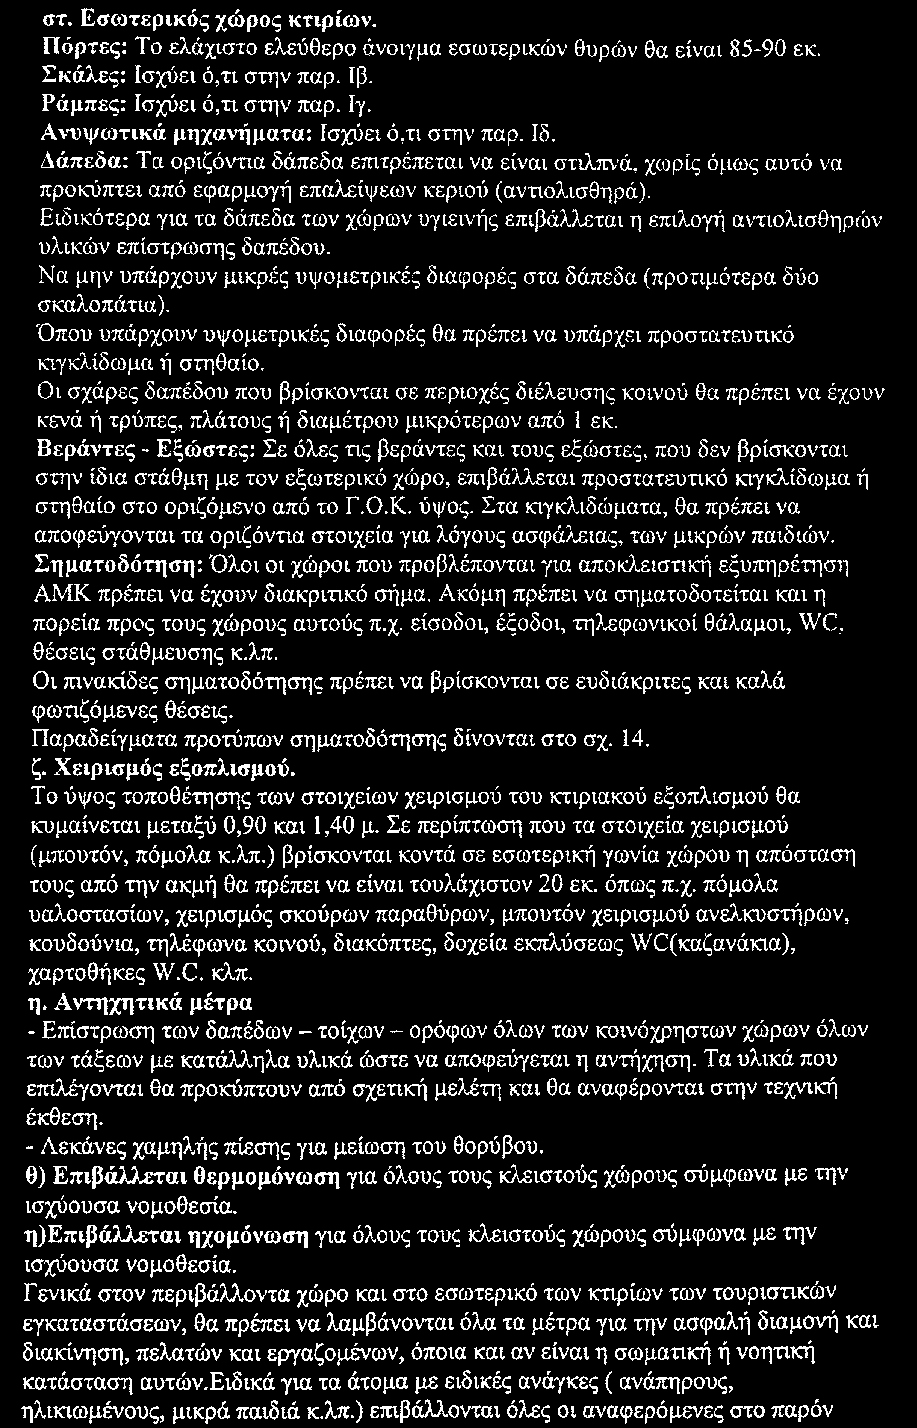 στ. Εσωτερικός χώρος κτιρίων.
Πόρτες: Το ελάχιστο ελεύθερο άνοιγμα εσωτερικών θυρών θα είναι 85-90 εκ.
Σκάλες: Ισχύει ό,τι στην παρ. Ιβ.
Ράμπες: Ισχύει ό,τι στην παρ. Ιγ.
Ανυψωτικά μηχανήματα: Ισχύει ό,τι στην παρ. Ιδ.
Δάπεδα: Τα οριζόντια δάπεδα επιτρέπεται να είναι στιλπνά, χωρίς όμως αυτό να
προκύπτει από εφαρμογή επαλείψεων κεριού (αντιολισθηρά).
Ειδικότερα για τα δάπεδα των χώρων υγιεινής επιβάλλεται η επιλογή αντιολισθηρών
υλικών επίστρωσης δαπέδου.
Να μην υπάρχουν μικρές υψομετρικές διαφορές στα δάπεδα (προτιμότερα δύο
σκαλοπάτια).
Όπου υπάρχουν υψομετρικές διαφορές θα πρέπει να υπάρχει προστατευτικό
κιγκλίδωμα ή στηθαίο.
Οι σχάρες δαπέδου που βρίσκονται σε περιοχές διέλευσης κοινού θα πρέπει να έχουν
κενά ή τρύπες, πλάτους ή διαμέτρου μικρότερων από 1 εκ.
Βεράντες - Εξώστες: Σε όλες τις βεράντες και τους εξώστες, που δεν βρίσκονται
στην ίδια στάθμη με τον εξωτερικό χώρο, επιβάλλεται προστατευτικό κιγκλίδωμα ή
στηθαίο στο οριζόμενο από το Γ.Ο.Κ. ύψος. Στα κιγκλιδώματα, θα πρέπει να
αποφεύγονται τα οριζόντια στοιχεία για λόγους ασφάλειας, των μικρών παιδιών.
Σηματοδότηση: Όλοι οι χώροι που προβλέπονται για αποκλειστική εξυπηρέτηση
ΑΜΚ πρέπει να έχουν διακριτικό σήμα. Ακόμη πρέπει να σηματοδοτείται και η
πορεία προς τους χώρους αυτούς π.χ. είσοδοι, έξοδοι, τηλεφωνικοί θάλαμοι, WC,
θέσεις στάθμευσης κ.λπ.
Οι πινακίδες σηματοδότησης πρέπει να βρίσκονται σε ευδιάκριτες και καλά
φωτιζόμενες θέσεις.
Παραδείγματα προτύπων σηματοδότησης δίνονται στο σχ. 14.
ζ. Χειρισμός εξοπλισμού.
Το ύψος τοποθέτησης των στοιχείων χειρισμού του κτιριακού εξοπλισμού θα
κυμαίνεται μεταξύ 0,90 και 1,40 μ. Σε περίπτωση που τα στοιχεία χειρισμού
(μπουτόν, πόμολα κ.λπ.) βρίσκονται κοντά σε εσωτερική γωνία χώρου η απόσταση
τους από την ακμή θα πρέπει να είναι τουλάχιστον 20 εκ. όπως π.χ. πόμολα
υαλοστασίων, χειρισμός σκούρων παραθύρων, μπουτόν χειρισμού ανελκυστήρων,
κουδούνια, τηλέφωνα κοινού, διακόπτες, δοχεία εκπλύσεως WC(καζανάκια),
χαρτοθήκες W.C. κλπ.
η. Αντηχητικά μέτρα
- Επίστρωση των δαπέδων – τοίχων – ορόφων όλων των κοινόχρηστων χώρων όλων
των τάξεων με κατάλληλα υλικά ώστε να αποφεύγεται η αντήχηση. Τα υλικά που
επιλέγονται θα προκύπτουν από σχετική μελέτη και θα αναφέρονται στην τεχνική
έκθεση.
- Λεκάνες χαμηλής πίεσης για μείωση του θορύβου.
θ) Επιβάλλεται θερμομόνωση για όλους τους κλειστούς χώρους σύμφωνα με την
ισχύουσα νομοθεσία.
η)Επιβάλλεται ηχομόνωση για όλους τους κλειστούς χώρους σύμφωνα με την
ισχύουσα νομοθεσία.
Γενικά στον περιβάλλοντα χώρο και στο εσωτερικό των κτιρίων των τουριστικών
εγκαταστάσεων, θα πρέπει να λαμβάνονται όλα τα μέτρα για την ασφαλή διαμονή και
διακίνηση, πελατών και εργαζομένων, όποια και αν είναι η σωματική ή νοητική
κατάσταση αυτών.Ειδικά για τα άτομα με ειδικές ανάγκες ( ανάπηρους,
ηλικιωμένους, μικρά παιδιά κ.λπ.) επιβάλλονται όλες οι αναφερόμενες στο παρόν